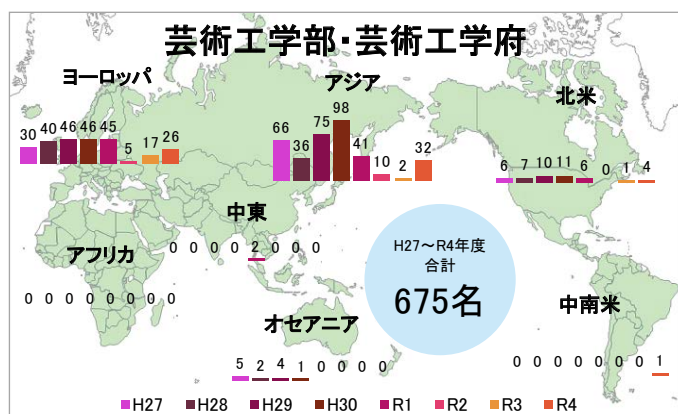 芸術工学部・芸術工学府
ヨーロッパ
アジア
北米
30 40 46 46 45 5 17 26
66 36 75 98 41 10 2 32
6 7 10 11 6 0 1 4
中東
0 0 0 0 2 0 0 0
アフリカ
0 0 0 0 0 0 0 0
H27~R4年度
合計
675名
オセアニア
5 2 4 1 0 0 0 0
中南米
0 0 0 0 0 0 0 1
H27 H28 H29 H30 R1 R2 R3 R4